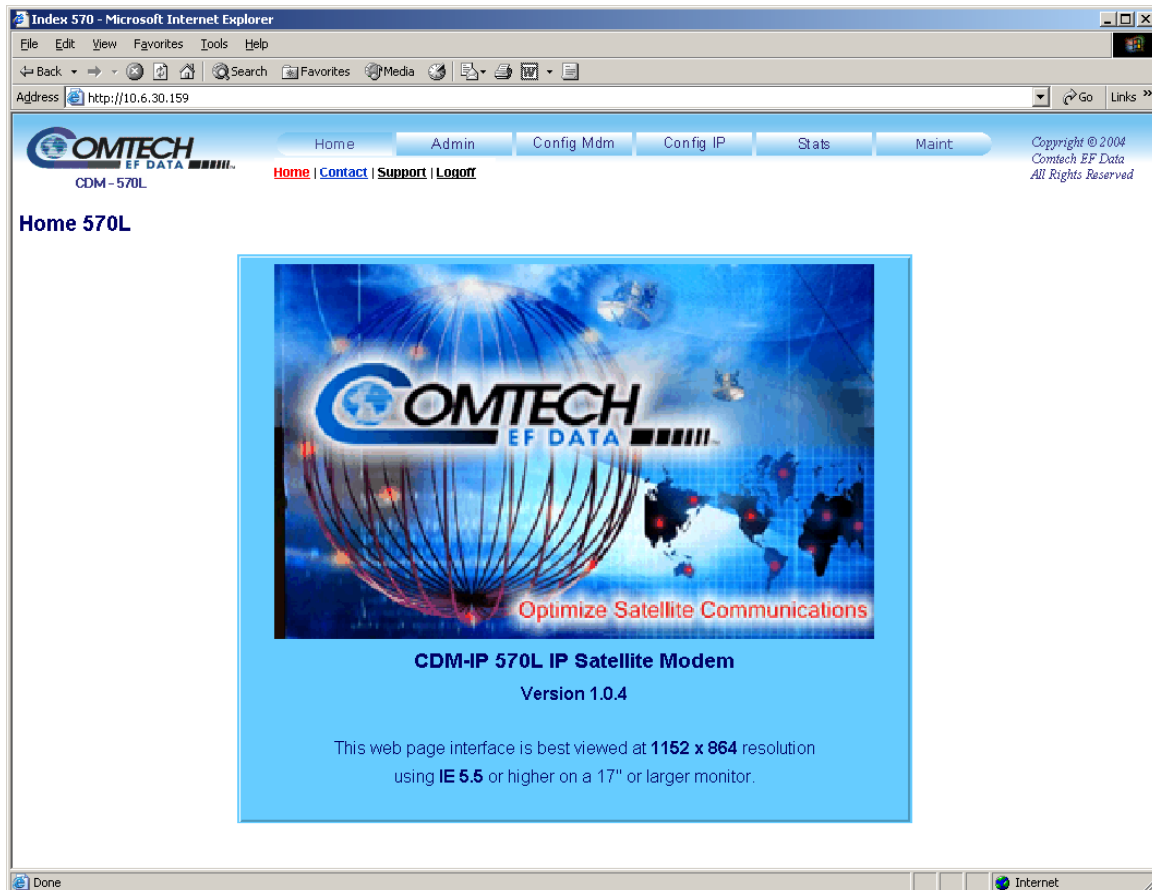 Index 570 - Microsoft Internet Explorer
File Edit View Favorites Tools Help
Back Search Favorites Media
Address http://10.6.30.159 Go Links »
COMTECH
EF DATA
CDM - 570L
Home Admin Config Mdm Config IP Stats Maint
Home | Contact | Support | Logoff
Copyright © 2004
Comtech EF Data
All Rights Reserved
Home 570L
COMTECH
EF DATA
Optimize Satellite Communications
CDM-IP 570L IP Satellite Modem
Version 1.0.4
This web page interface is best viewed at 1152 x 864 resolution
using IE 5.5 or higher on a 17" or larger monitor.
Done Internet